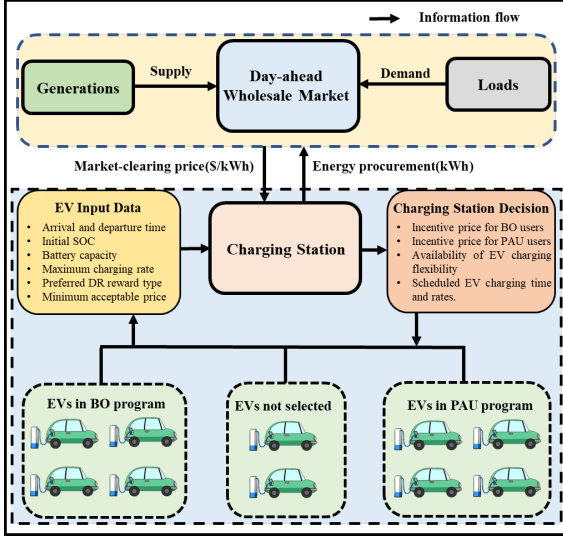 Information flow
Generations
Supply
Day-ahead
Wholesale Market
Demand
Loads
Market-clearing price($/kWh)
Energy procurement(kWh)
EV Input Data
• Arrival and departure time
• Initial SOC
• Battery capacity
• Maximum charging rate
• Preferred DR reward type
• Minimum acceptable price
Charging Station
Charging Station Decision
• Incentive price for BO users
• Incentive price for PAU users
• Availability of EV charging
flexibility
• Scheduled EV charging time
and rates.
EVs in BO program
EVs not selected
EVs in PAU program